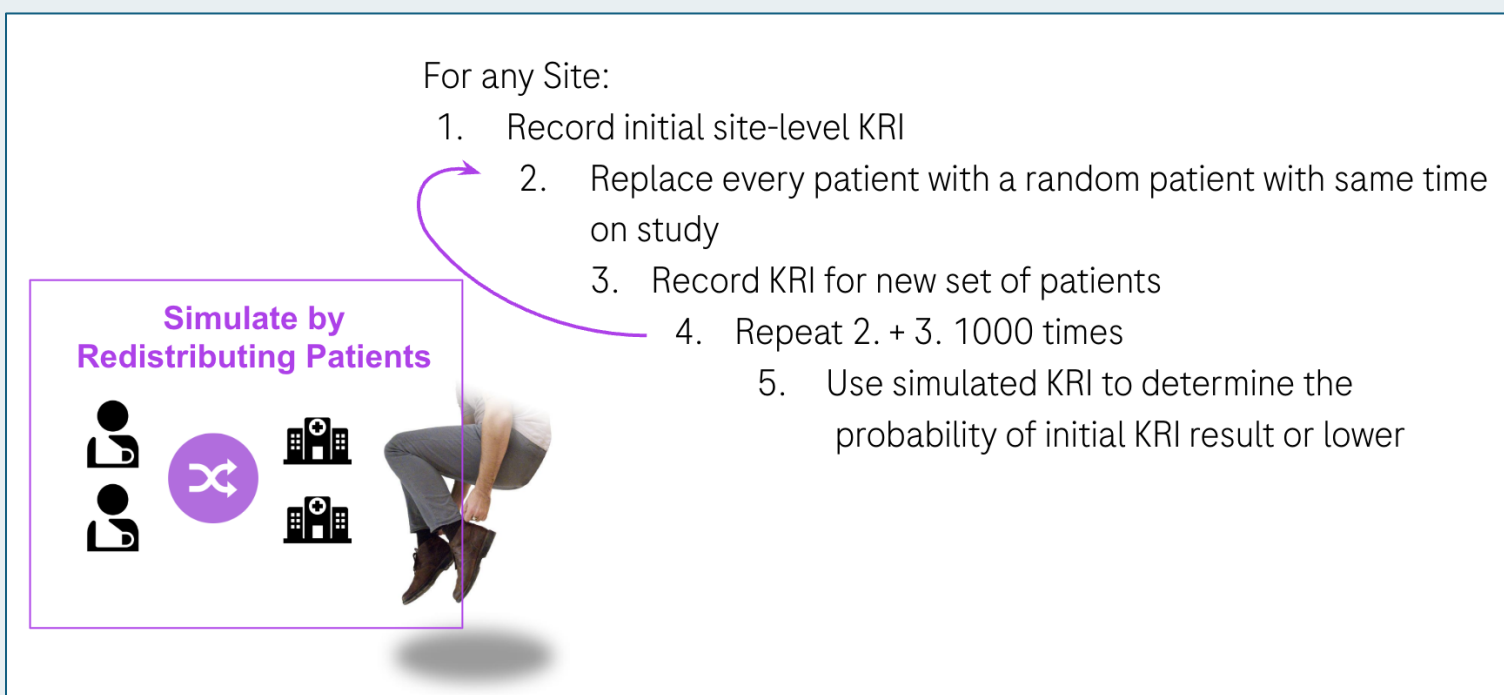 For any Site:
1. Record initial site-level KRI
2. Replace every patient with a random patient with same time
on study
3. Record KRI for new set of patients
4. Repeat 2. + 3. 1000 times
5. Use simulated KRI to determine the
probability of initial KRI result or lower
Simulate by
Redistributing Patients